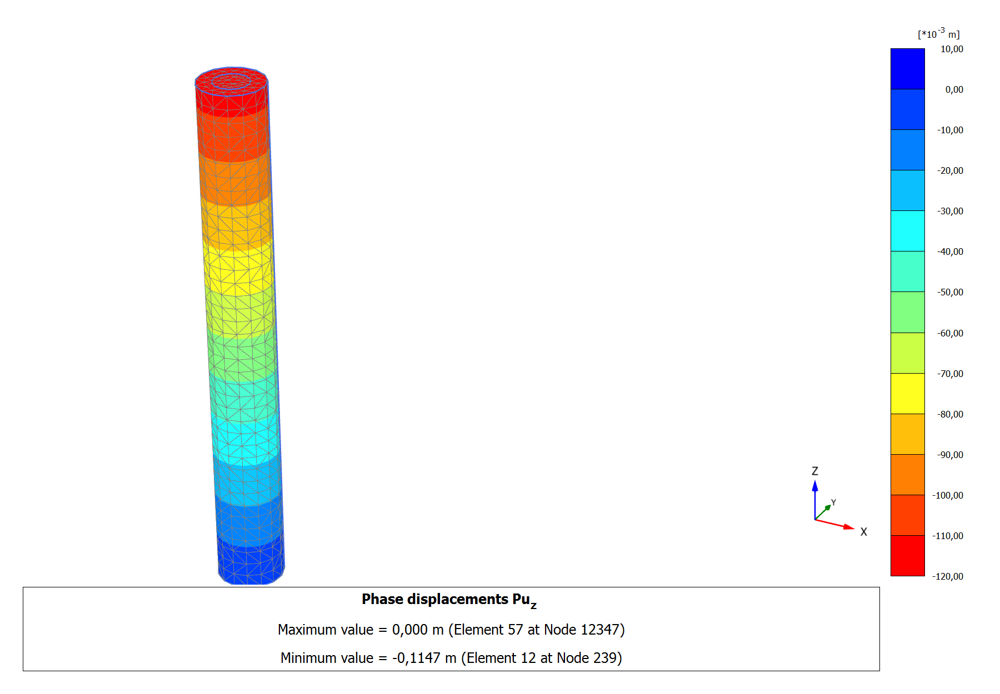 [*10-3 m]
10,00
0,00
-10,00
-20,00
-30,00
-40,00
-50,00
-60,00
-70,00
-80,00
-90,00
-100,00
-110,00
-120,00
Z
Y
X
Phase displacements Puz
Maximum value = 0,000 m (Element 57 at Node 12347)
Minimum value = -0,1147 m (Element 12 at Node 239)